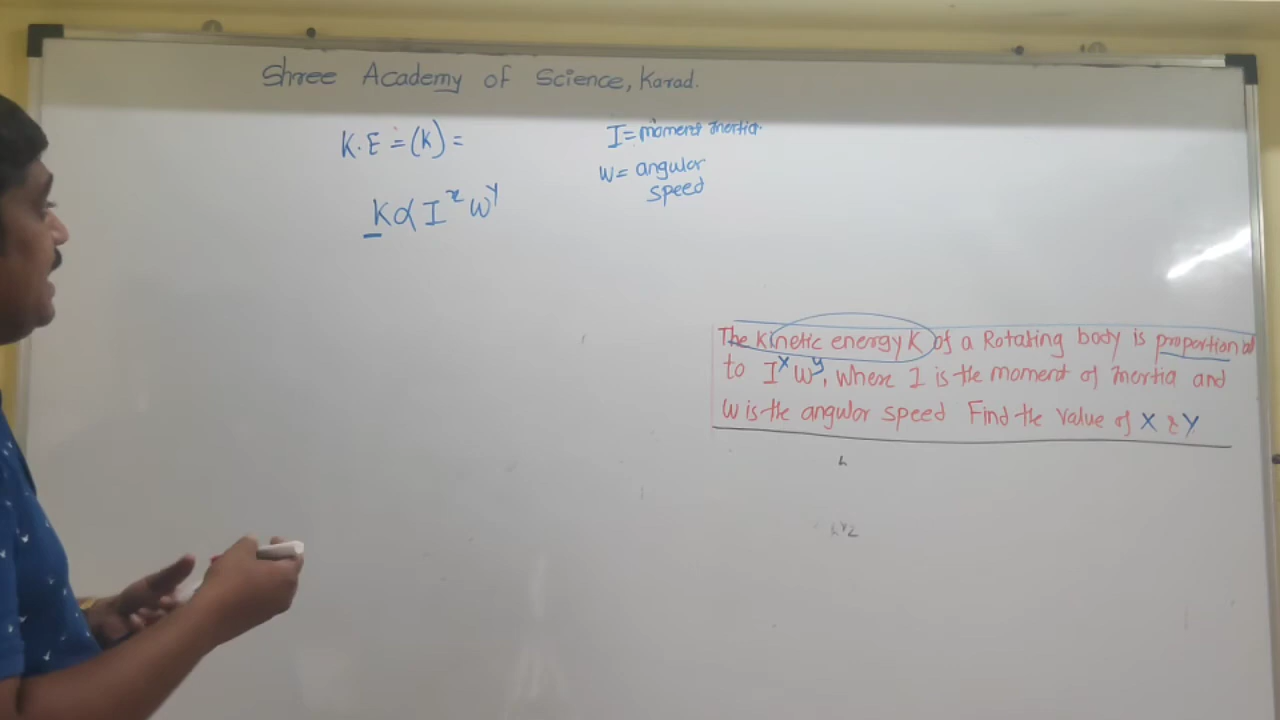 Shree Academy of Science, Karad.
K.E = (K) =
I = moment Inertia.
W = angular
speed
K ∝ I^x W^y
The Kinetic energy K of a Rotating body is proportional
to I^x W^y, Where I is the moment of Inertia and
W is the angular speed Find the value of X & Y